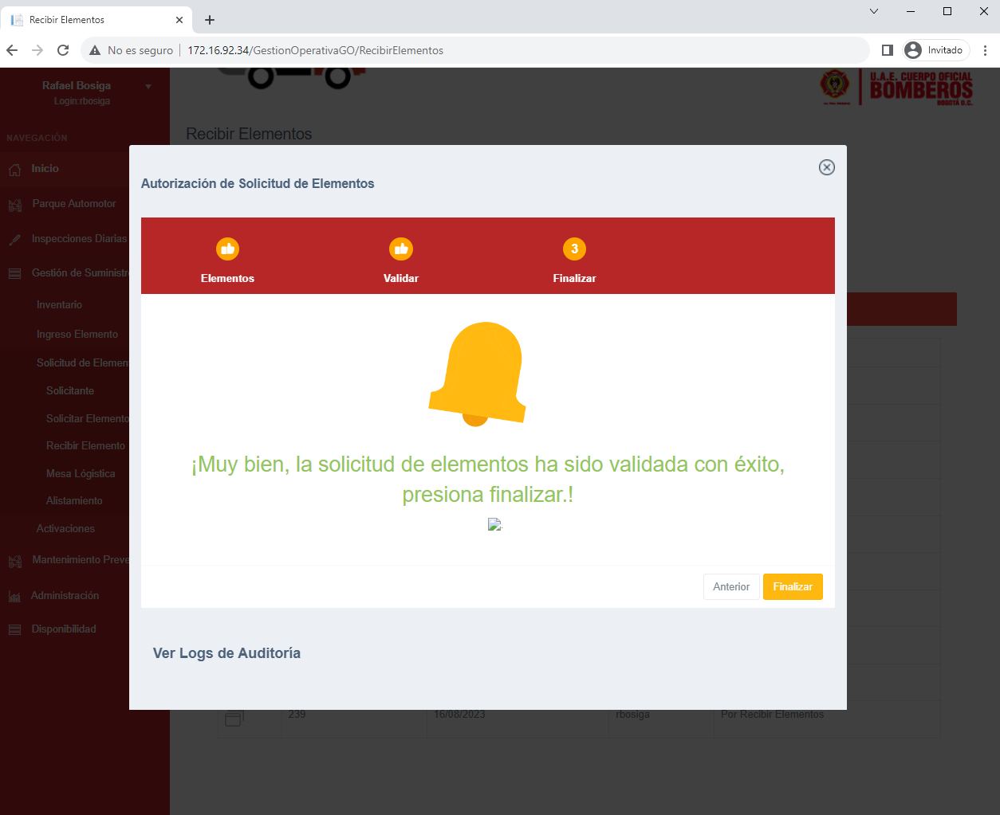 Recibir Elementos
No es seguro
172.16.92.34/GestionOperativaGO/RecibirElementos
Invitado
Rafael Bosiga
Login:rbosiga
U.A.E. CUERPO OFICIAL
BOMBEROS
BOGOTÁ D.C.
NAVEGACIÓN
Recibir Elementos
Inicio
Parque Automotor
Inspecciones Diarias
Gestión de Suministr
Inventario
Ingreso Elemento
Solicitud de Elemen
Solicitante
Solicitar Elemento
Recibir Elemento
Mesa Lógistica
Alistamiento
Activaciones
Mantenimiento Preve
Administración
Disponibilidad
Autorización de Solicitud de Elementos
3
Elementos
Validar
Finalizar
¡Muy bien, la solicitud de elementos ha sido validada con éxito,
presiona finalizar.!
Anterior
Finalizar
Ver Logs de Auditoría
239
16/08/2023
rbosiga
Por Recibir Elementos